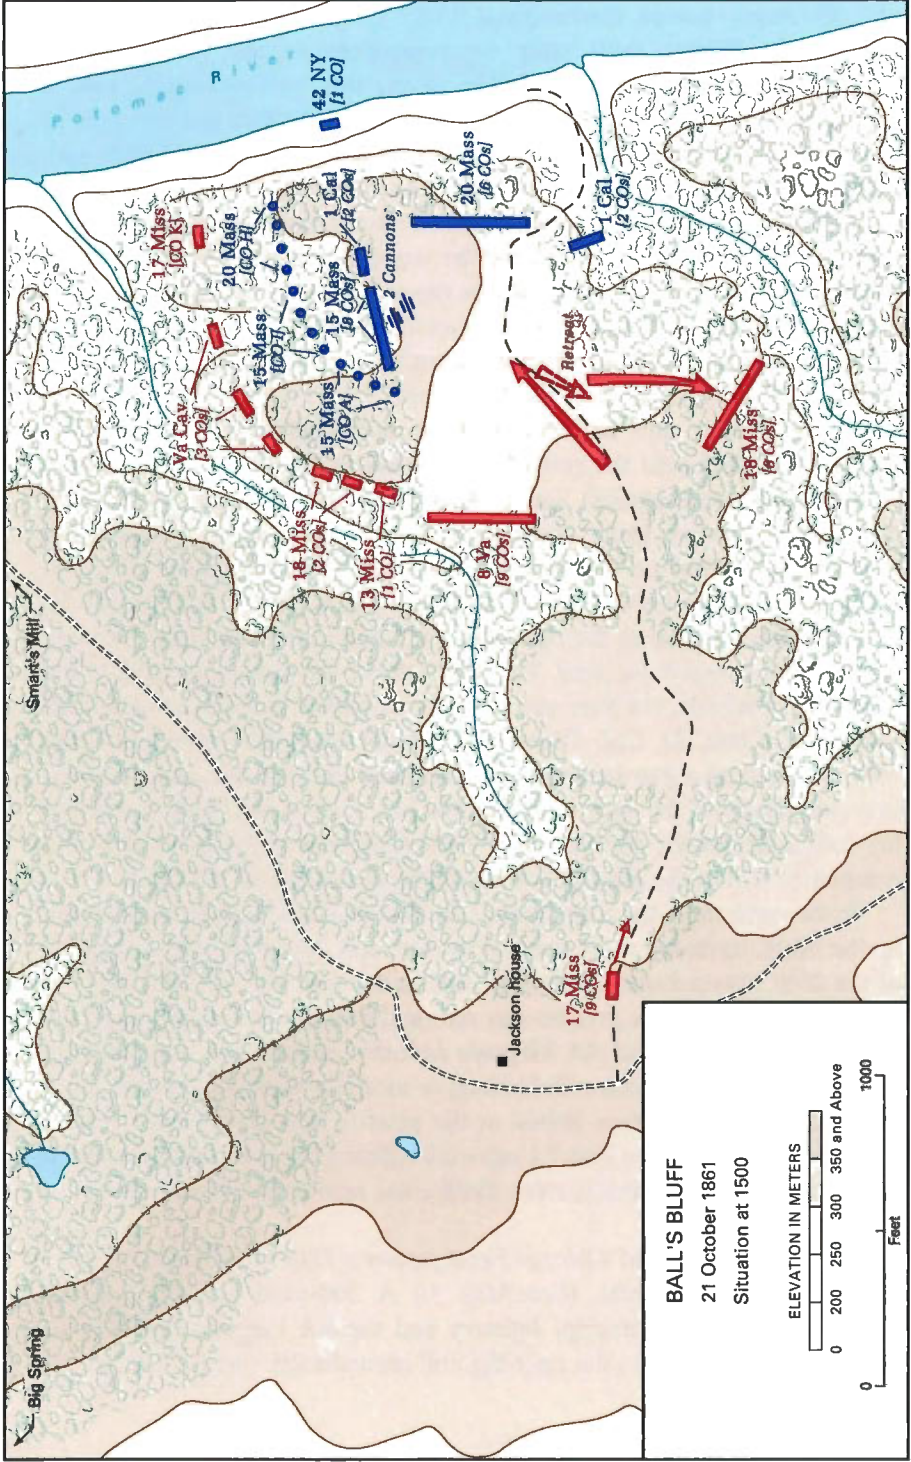 Potomac River
R
42 NY
[1 CO]
17 Miss
[CO K]
20 Mass
[CO H]
1 Cal
[2 COs]
20 Mass
[6 COs]
1 Cal
[2 COs]
15 Mass
[8 COs]
2 Cannons
15 Mass
[CO I]
15 Mass
[CO A]
Va Cav
[3 COs]
18 Miss
[2 COs]
13 Miss
[1 CO]
8 Va
[9 COs]
Retreat
18 Miss
[8 COs]
Smart's Mill
17 Miss
[9 COs]
Jackson house
Big Spring
BALL'S BLUFF
21 October 1861
Situation at 1500
ELEVATION IN METERS
0 200 250 300 350 and Above
0 1000
Feet